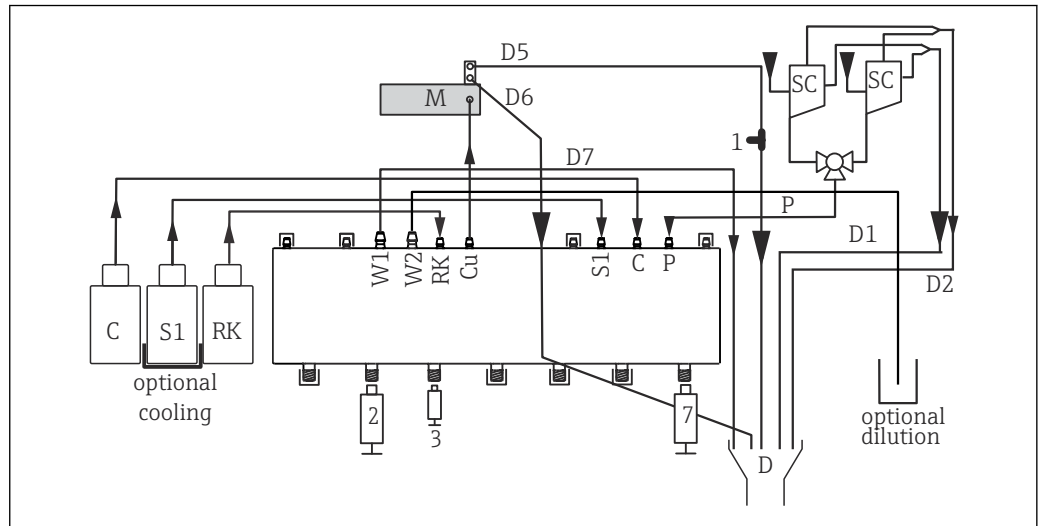 D5
SC
SC
M
D6
1
D7
P
D1
W1
W2
RK
Cu
S1
C
P
D2
C
S1
RK
optional
cooling
2
3
7
optional
dilution
D